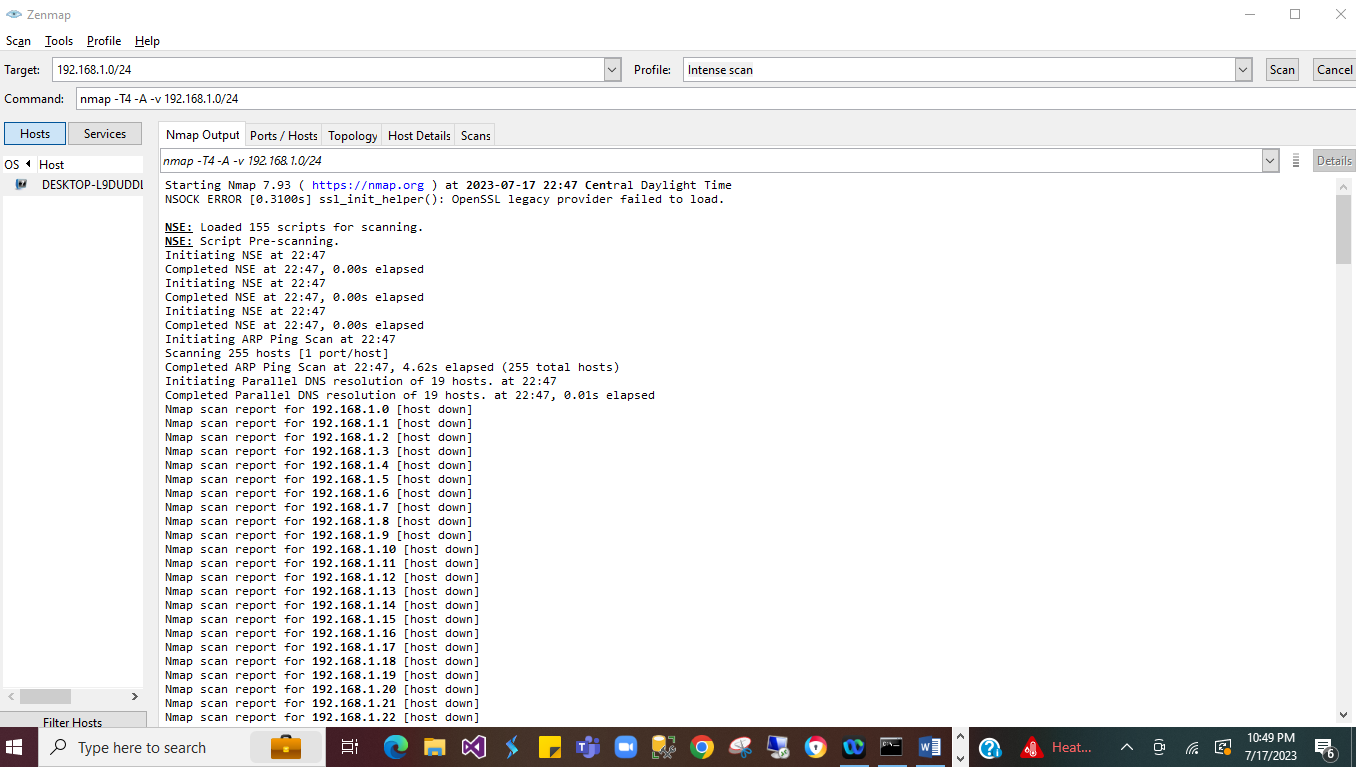 Zenmap
Scan Tools Profile Help
Target: 192.168.1.0/24 Profile: Intense scan Scan Cancel
Command: nmap -T4 -A -v 192.168.1.0/24
Hosts Services
Nmap Output Ports / Hosts Topology Host Details Scans
OS Host
nmap -T4 -A -v 192.168.1.0/24 Details
DESKTOP-L9DUDDL
Starting Nmap 7.93 ( https://nmap.org ) at 2023-07-17 22:47 Central Daylight Time
NSOCK ERROR [0.3100s] ssl_init_helper(): OpenSSL legacy provider failed to load.
NSE: Loaded 155 scripts for scanning.
NSE: Script Pre-scanning.
Initiating NSE at 22:47
Completed NSE at 22:47, 0.00s elapsed
Initiating NSE at 22:47
Completed NSE at 22:47, 0.00s elapsed
Initiating NSE at 22:47
Completed NSE at 22:47, 0.00s elapsed
Initiating ARP Ping Scan at 22:47
Scanning 255 hosts [1 port/host]
Completed ARP Ping Scan at 22:47, 4.62s elapsed (255 total hosts)
Initiating Parallel DNS resolution of 19 hosts. at 22:47
Completed Parallel DNS resolution of 19 hosts. at 22:47, 0.01s elapsed
Nmap scan report for 192.168.1.0 [host down]
Nmap scan report for 192.168.1.1 [host down]
Nmap scan report for 192.168.1.2 [host down]
Nmap scan report for 192.168.1.3 [host down]
Nmap scan report for 192.168.1.4 [host down]
Nmap scan report for 192.168.1.5 [host down]
Nmap scan report for 192.168.1.6 [host down]
Nmap scan report for 192.168.1.7 [host down]
Nmap scan report for 192.168.1.8 [host down]
Nmap scan report for 192.168.1.9 [host down]
Nmap scan report for 192.168.1.10 [host down]
Nmap scan report for 192.168.1.11 [host down]
Nmap scan report for 192.168.1.12 [host down]
Nmap scan report for 192.168.1.13 [host down]
Nmap scan report for 192.168.1.14 [host down]
Nmap scan report for 192.168.1.15 [host down]
Nmap scan report for 192.168.1.16 [host down]
Nmap scan report for 192.168.1.17 [host down]
Nmap scan report for 192.168.1.18 [host down]
Nmap scan report for 192.168.1.19 [host down]
Nmap scan report for 192.168.1.20 [host down]
Nmap scan report for 192.168.1.21 [host down]
Nmap scan report for 192.168.1.22 [host down]
Filter Hosts
Type here to search
Heat...
10:49 PM
7/17/2023
6